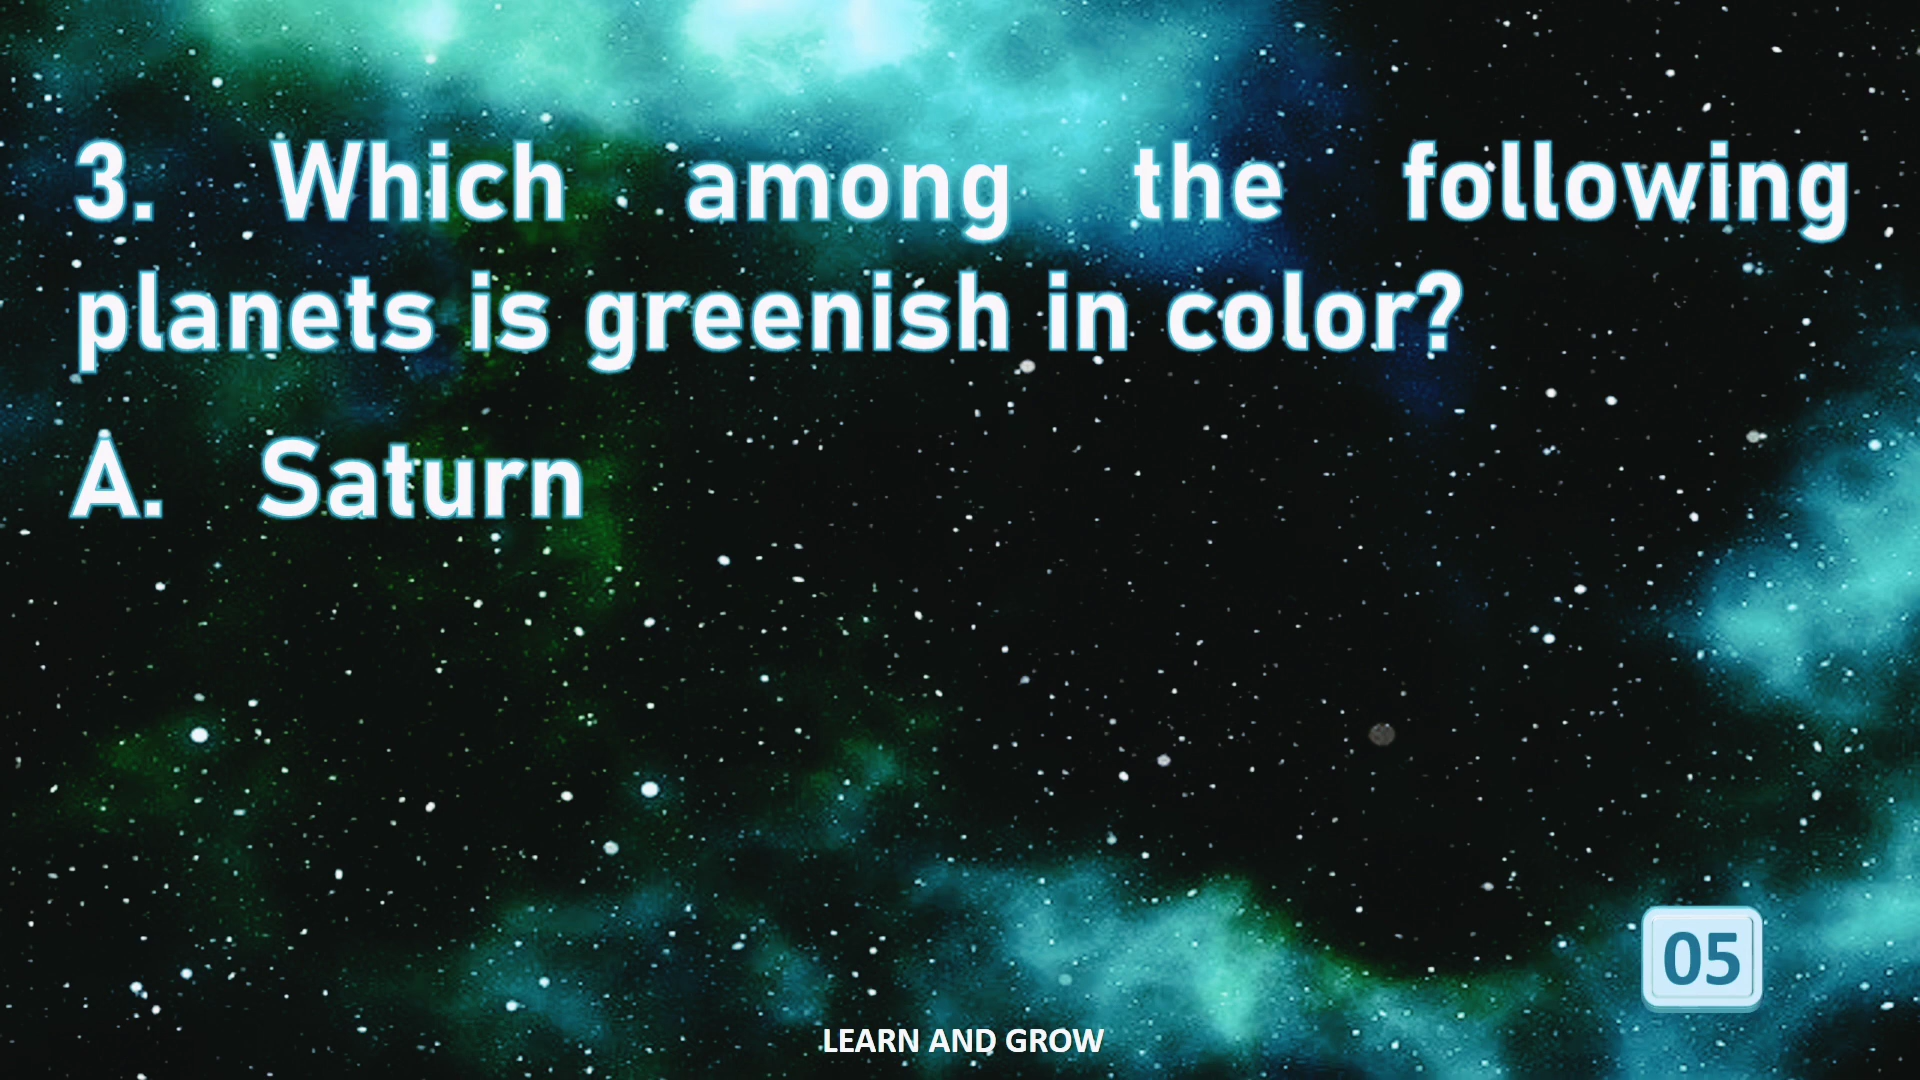 3. Which among the following
planets is greenish in color?
A. Saturn
05
LEARN AND GROW